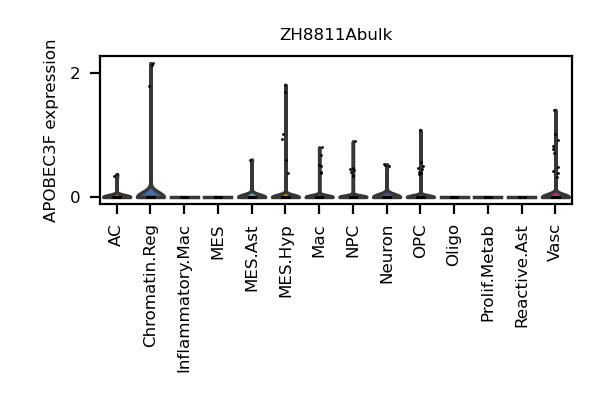 ZH8811Abulk
APOBEC3F expression
2
0
AC
Chromatin.Reg
Inflammatory.Mac
MES
MES.Ast
MES.Hyp
Mac
NPC
Neuron
OPC
Oligo
Prolif.Metab
Reactive.Ast
Vasc